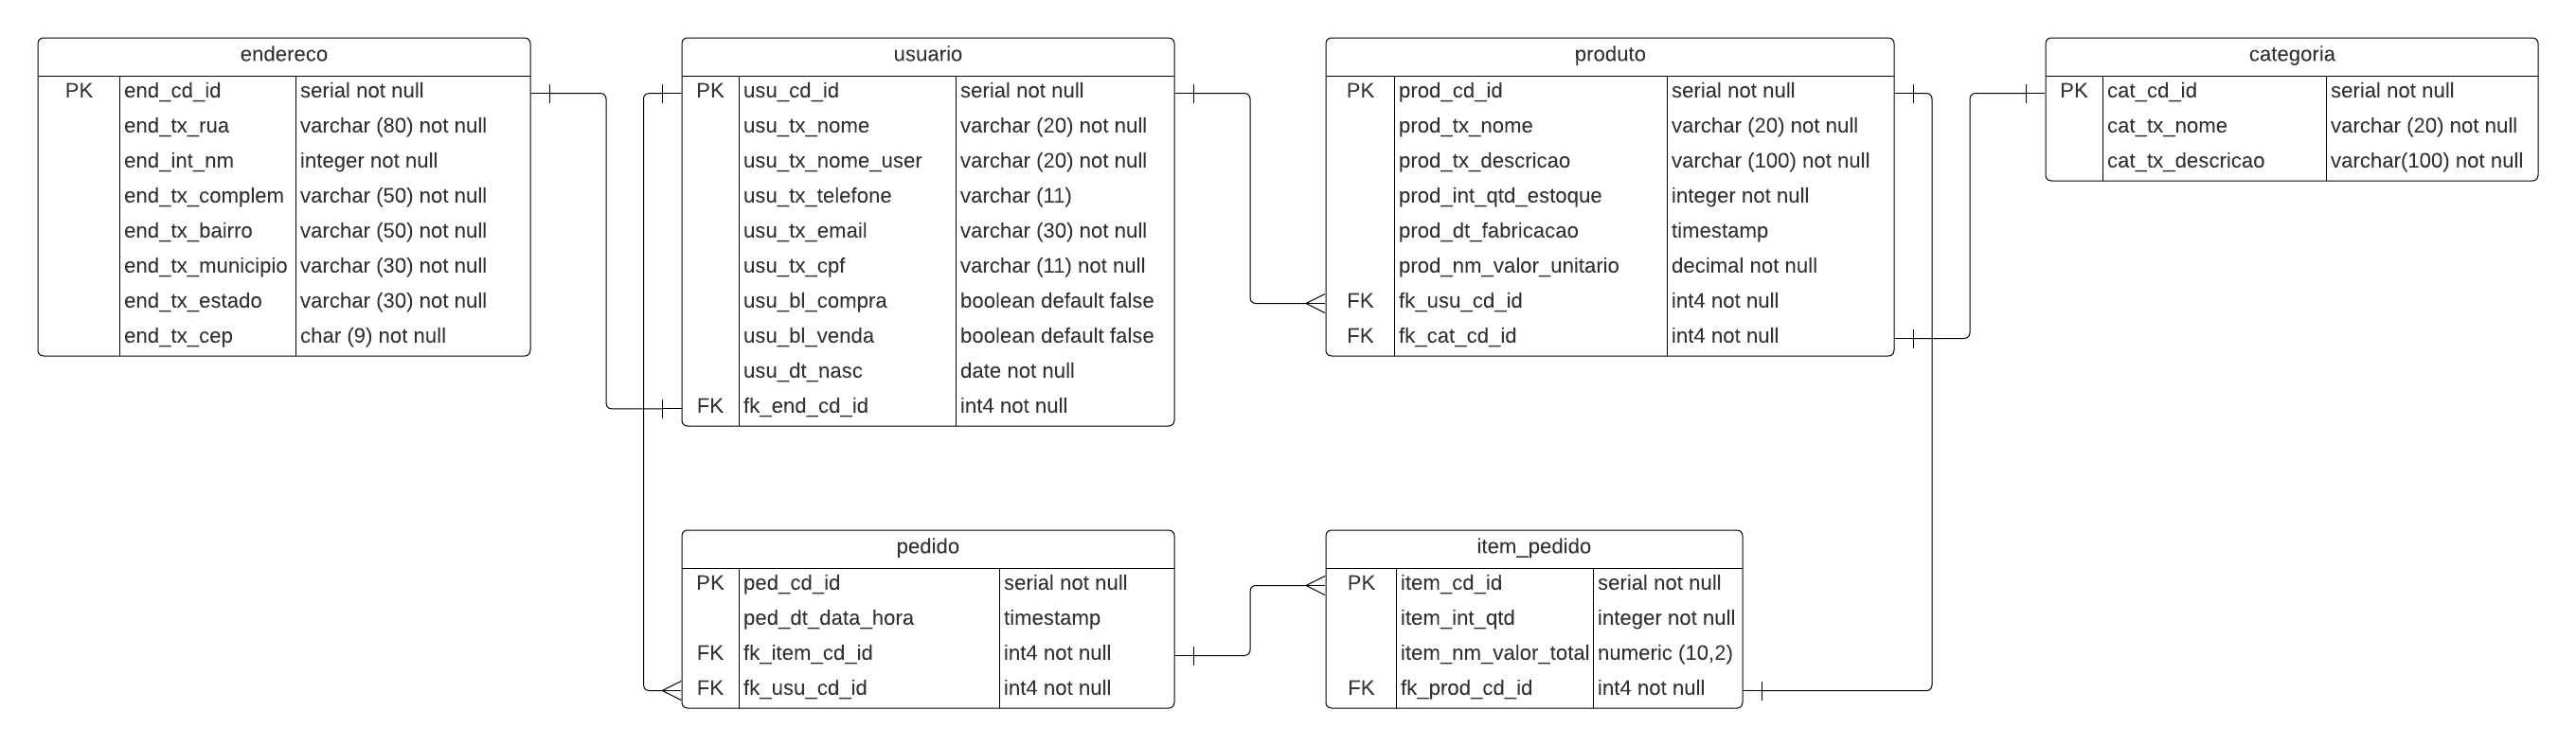 endereco
PK end_cd_id serial not null
end_tx_rua varchar (80) not null
end_int_nm integer not null
end_tx_complem varchar (50) not null
end_tx_bairro varchar (50) not null
end_tx_municipio varchar (30) not null
end_tx_estado varchar (30) not null
end_tx_cep char (9) not null
usuario
PK usu_cd_id serial not null
usu_tx_nome varchar (20) not null
usu_tx_nome_user varchar (20) not null
usu_tx_telefone varchar (11)
usu_tx_email varchar (30) not null
usu_tx_cpf varchar (11) not null
usu_bl_compra boolean default false
usu_bl_venda boolean default false
usu_dt_nasc date not null
FK fk_end_cd_id int4 not null
produto
PK prod_cd_id serial not null
prod_tx_nome varchar (20) not null
prod_tx_descricao varchar (100) not null
prod_int_qtd_estoque integer not null
prod_dt_fabricacao timestamp
prod_nm_valor_unitario decimal not null
FK fk_usu_cd_id int4 not null
FK fk_cat_cd_id int4 not null
categoria
PK cat_cd_id serial not null
cat_tx_nome varchar (20) not null
cat_tx_descricao varchar(100) not null
pedido
PK ped_cd_id serial not null
ped_dt_data_hora timestamp
FK fk_item_cd_id int4 not null
FK fk_usu_cd_id int4 not null
item_pedido
PK item_cd_id serial not null
item_int_qtd integer not null
item_nm_valor_total numeric (10,2)
FK fk_prod_cd_id int4 not null